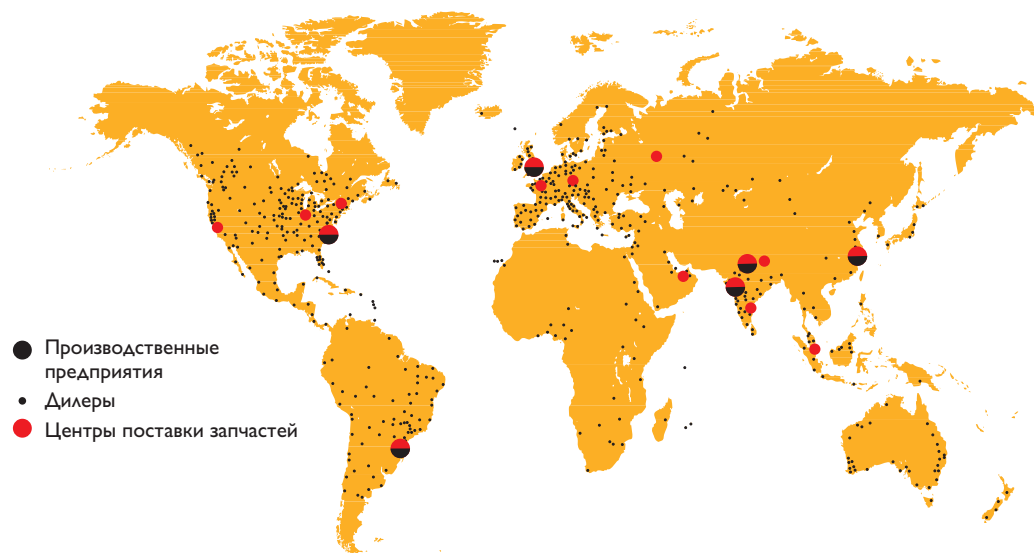 Производственные
предприятия
Дилеры
Центры поставки запчастей